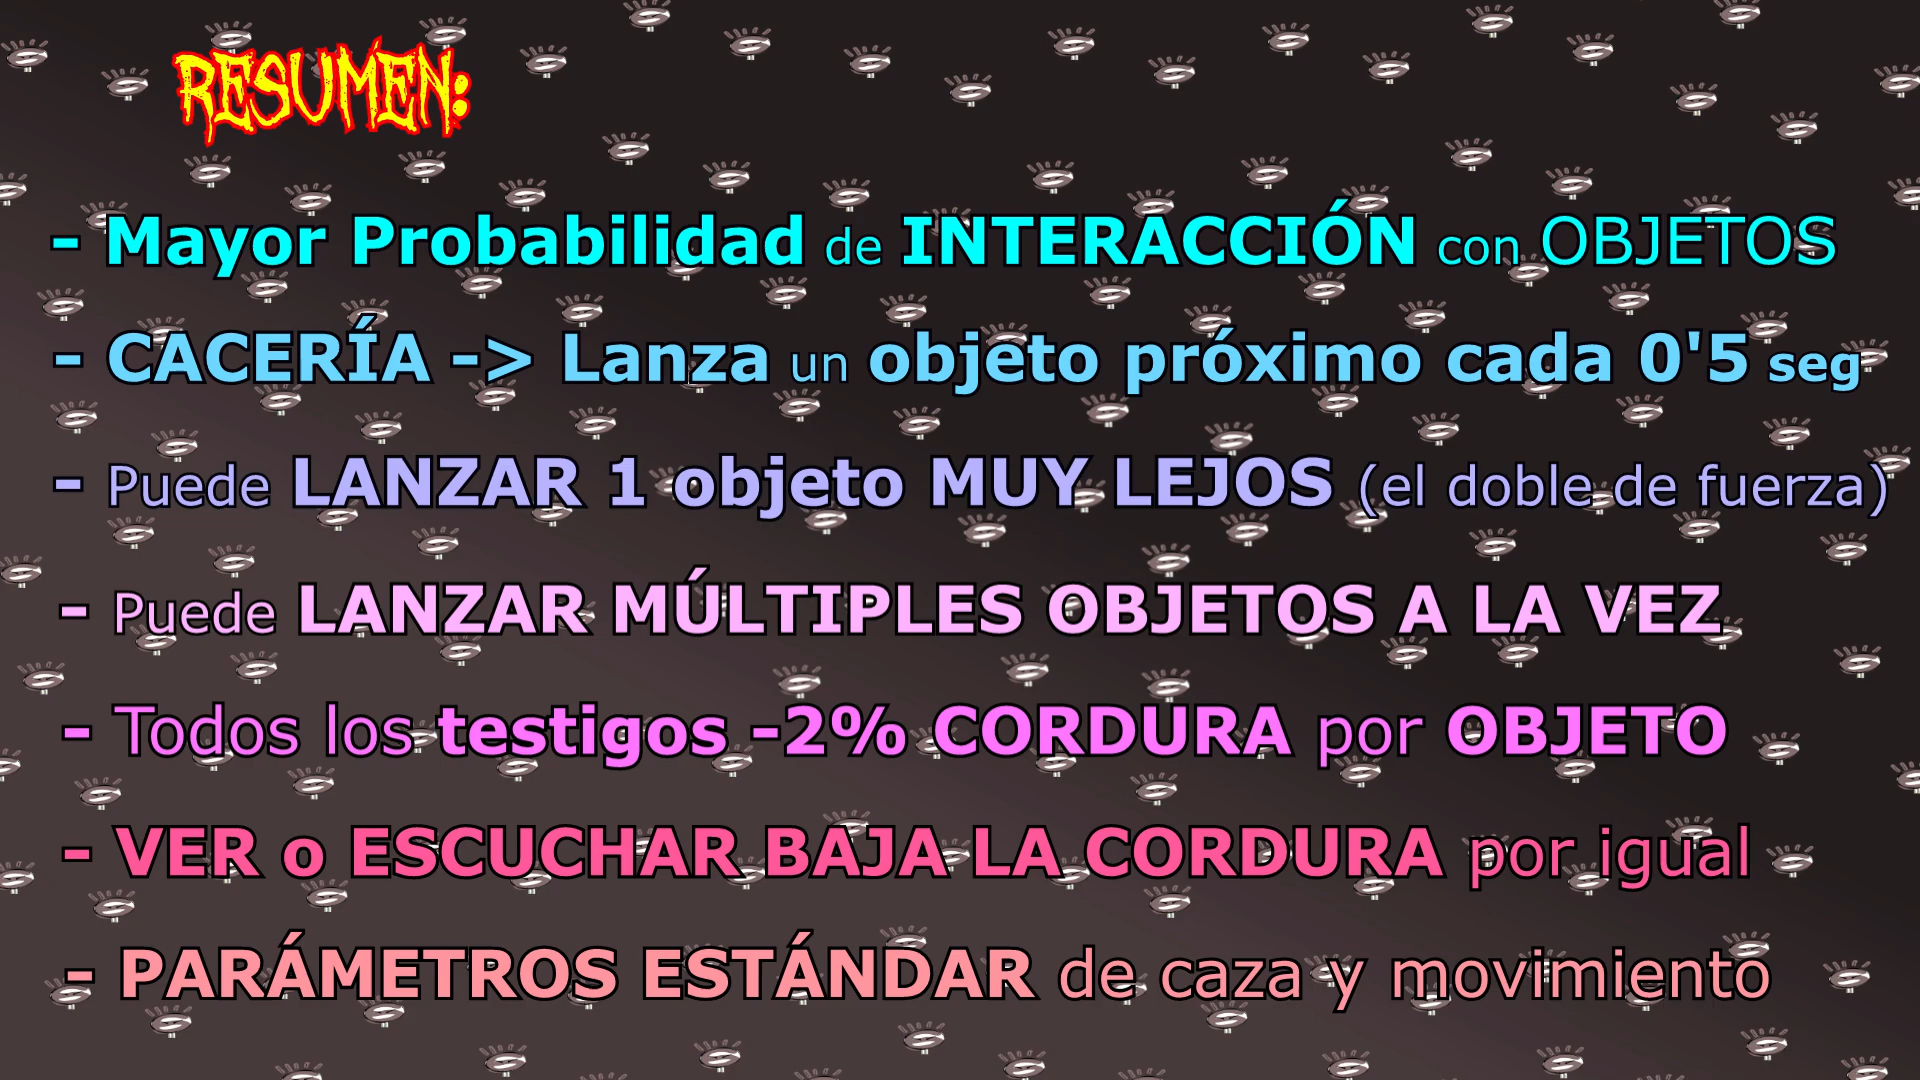 RESUMEN:
- Mayor Probabilidad de INTERACCIÓN con OBJETOS
- CACERÍA -> Lanza un objeto próximo cada 0'5 seg
- Puede LANZAR 1 objeto MUY LEJOS (el doble de fuerza)
- Puede LANZAR MÚLTIPLES OBJETOS A LA VEZ
- Todos los testigos -2% CORDURA por OBJETO
- VER o ESCUCHAR BAJA LA CORDURA por igual
- PARÁMETROS ESTÁNDAR de caza y movimiento